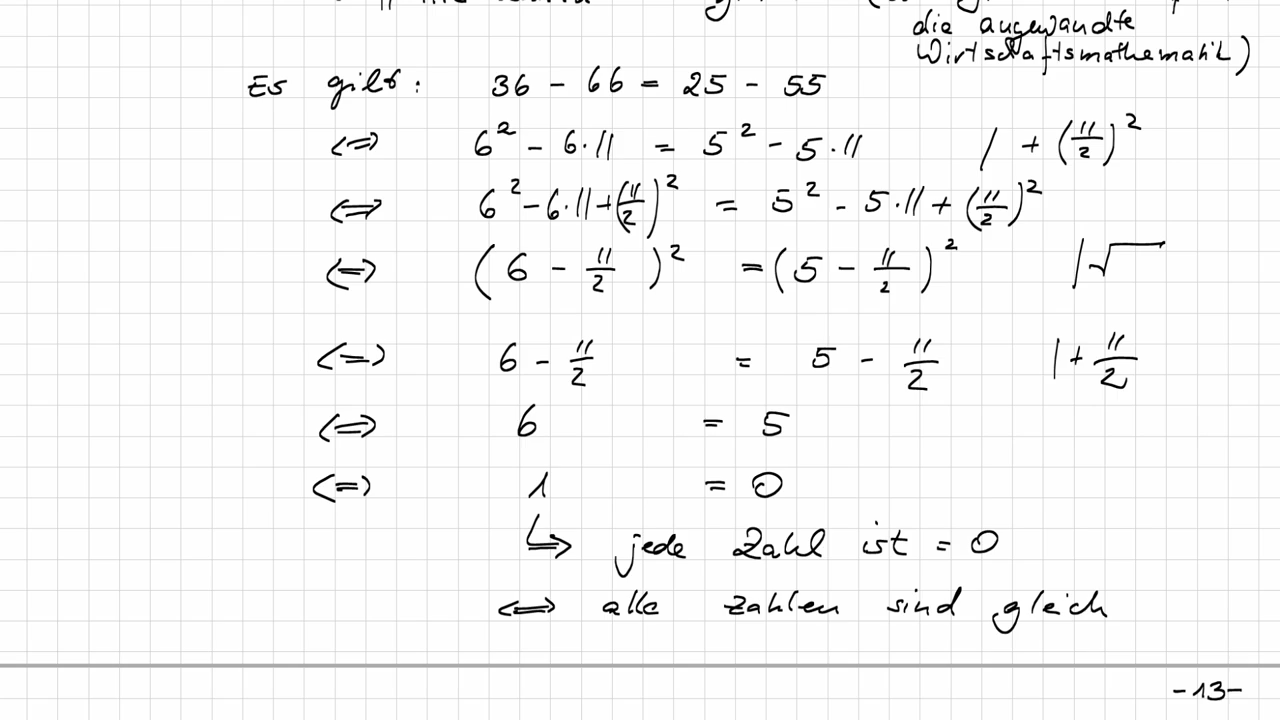 die angewandte
Wirtschaftsmathematik)
Es gilt: 36 - 66 = 25 - 55
<=> 6² - 6·11 = 5² - 5·11 | + (11/2)²
<=> 6² - 6·11 + (11/2)² = 5² - 5·11 + (11/2)²
<=> (6 - 11/2)² = (5 - 11/2)² | √
<=> 6 - 11/2 = 5 - 11/2 | + 11/2
<=> 6 = 5
<=> 1 = 0
↳ jede Zahl ist = 0
<=> alle Zahlen sind gleich
-13-